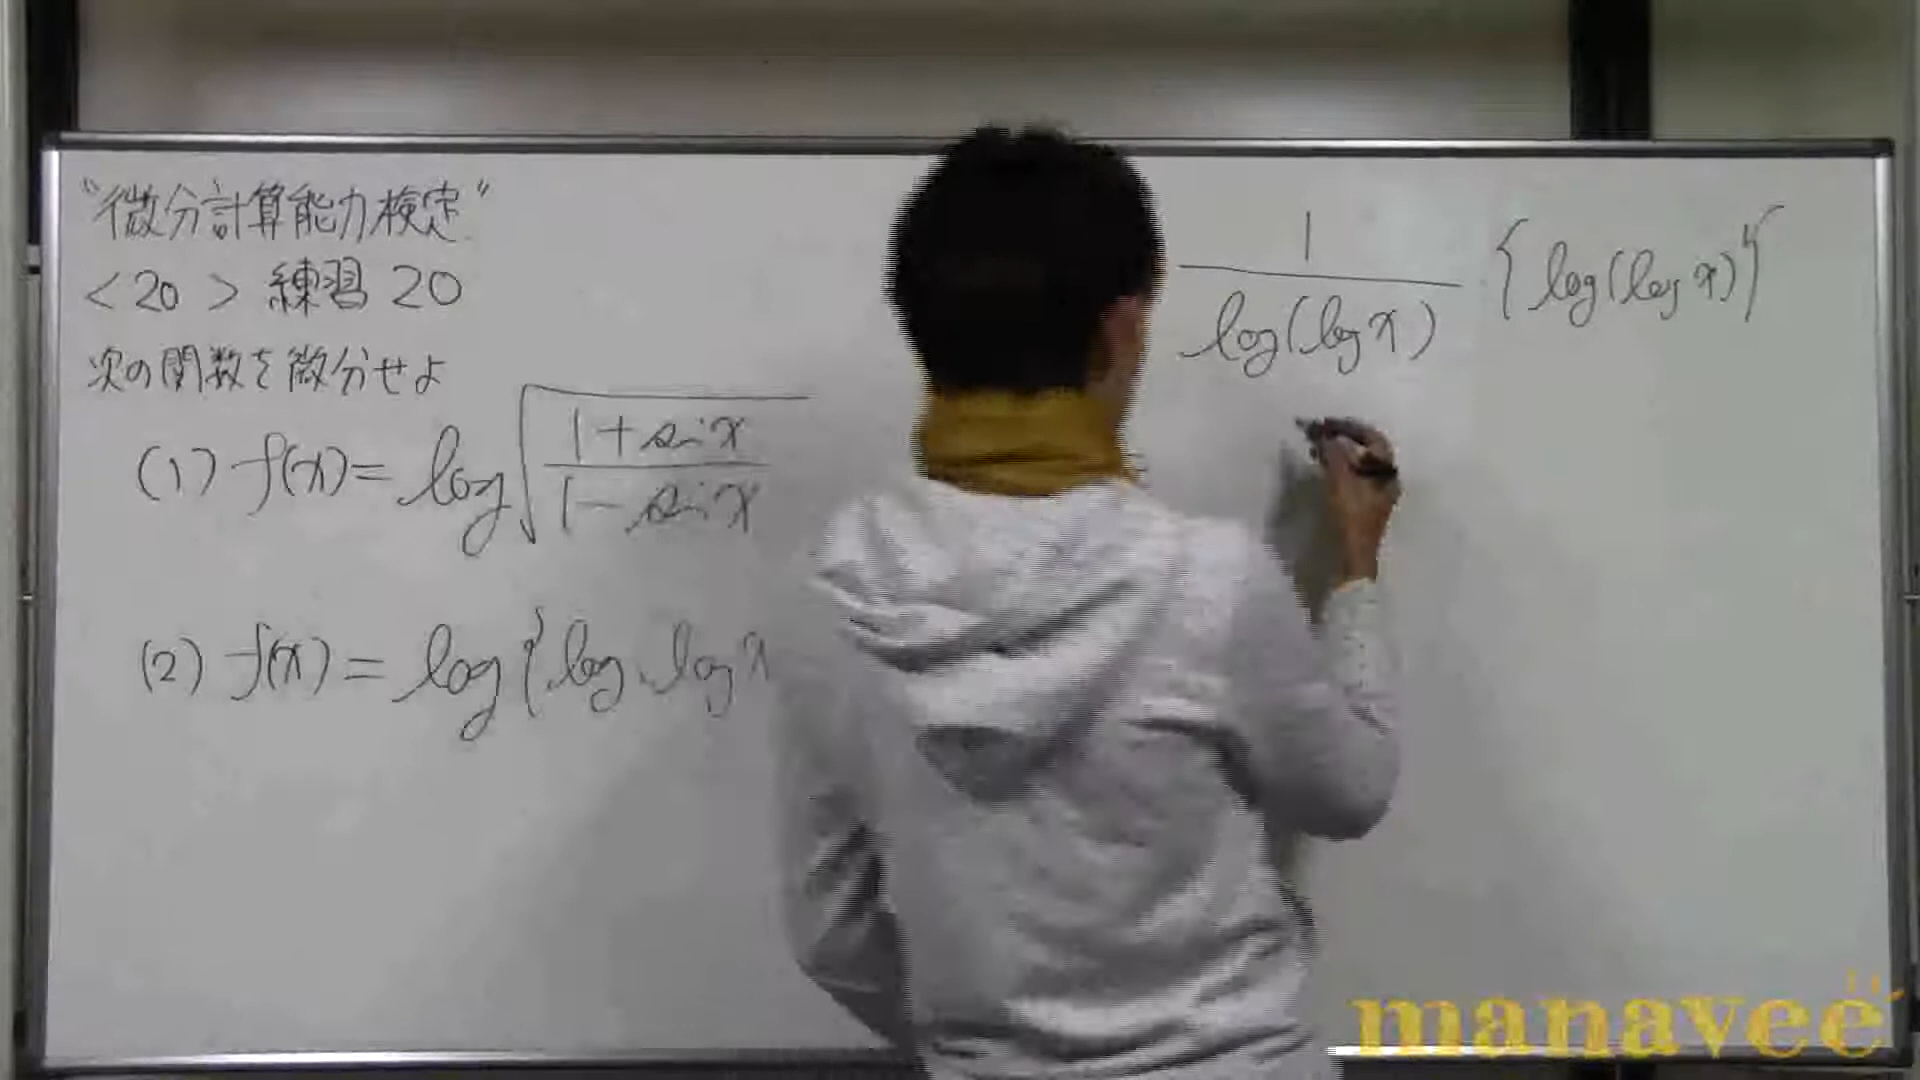 "微分計算能力検定"
<20> 練習 20
次の関数を微分せよ
(1) f(x) = log√((1+sin x)/(1-sin x))
(2) f(x) = log{log(log x
1/log(log x) · {log(log x)}'
manavee